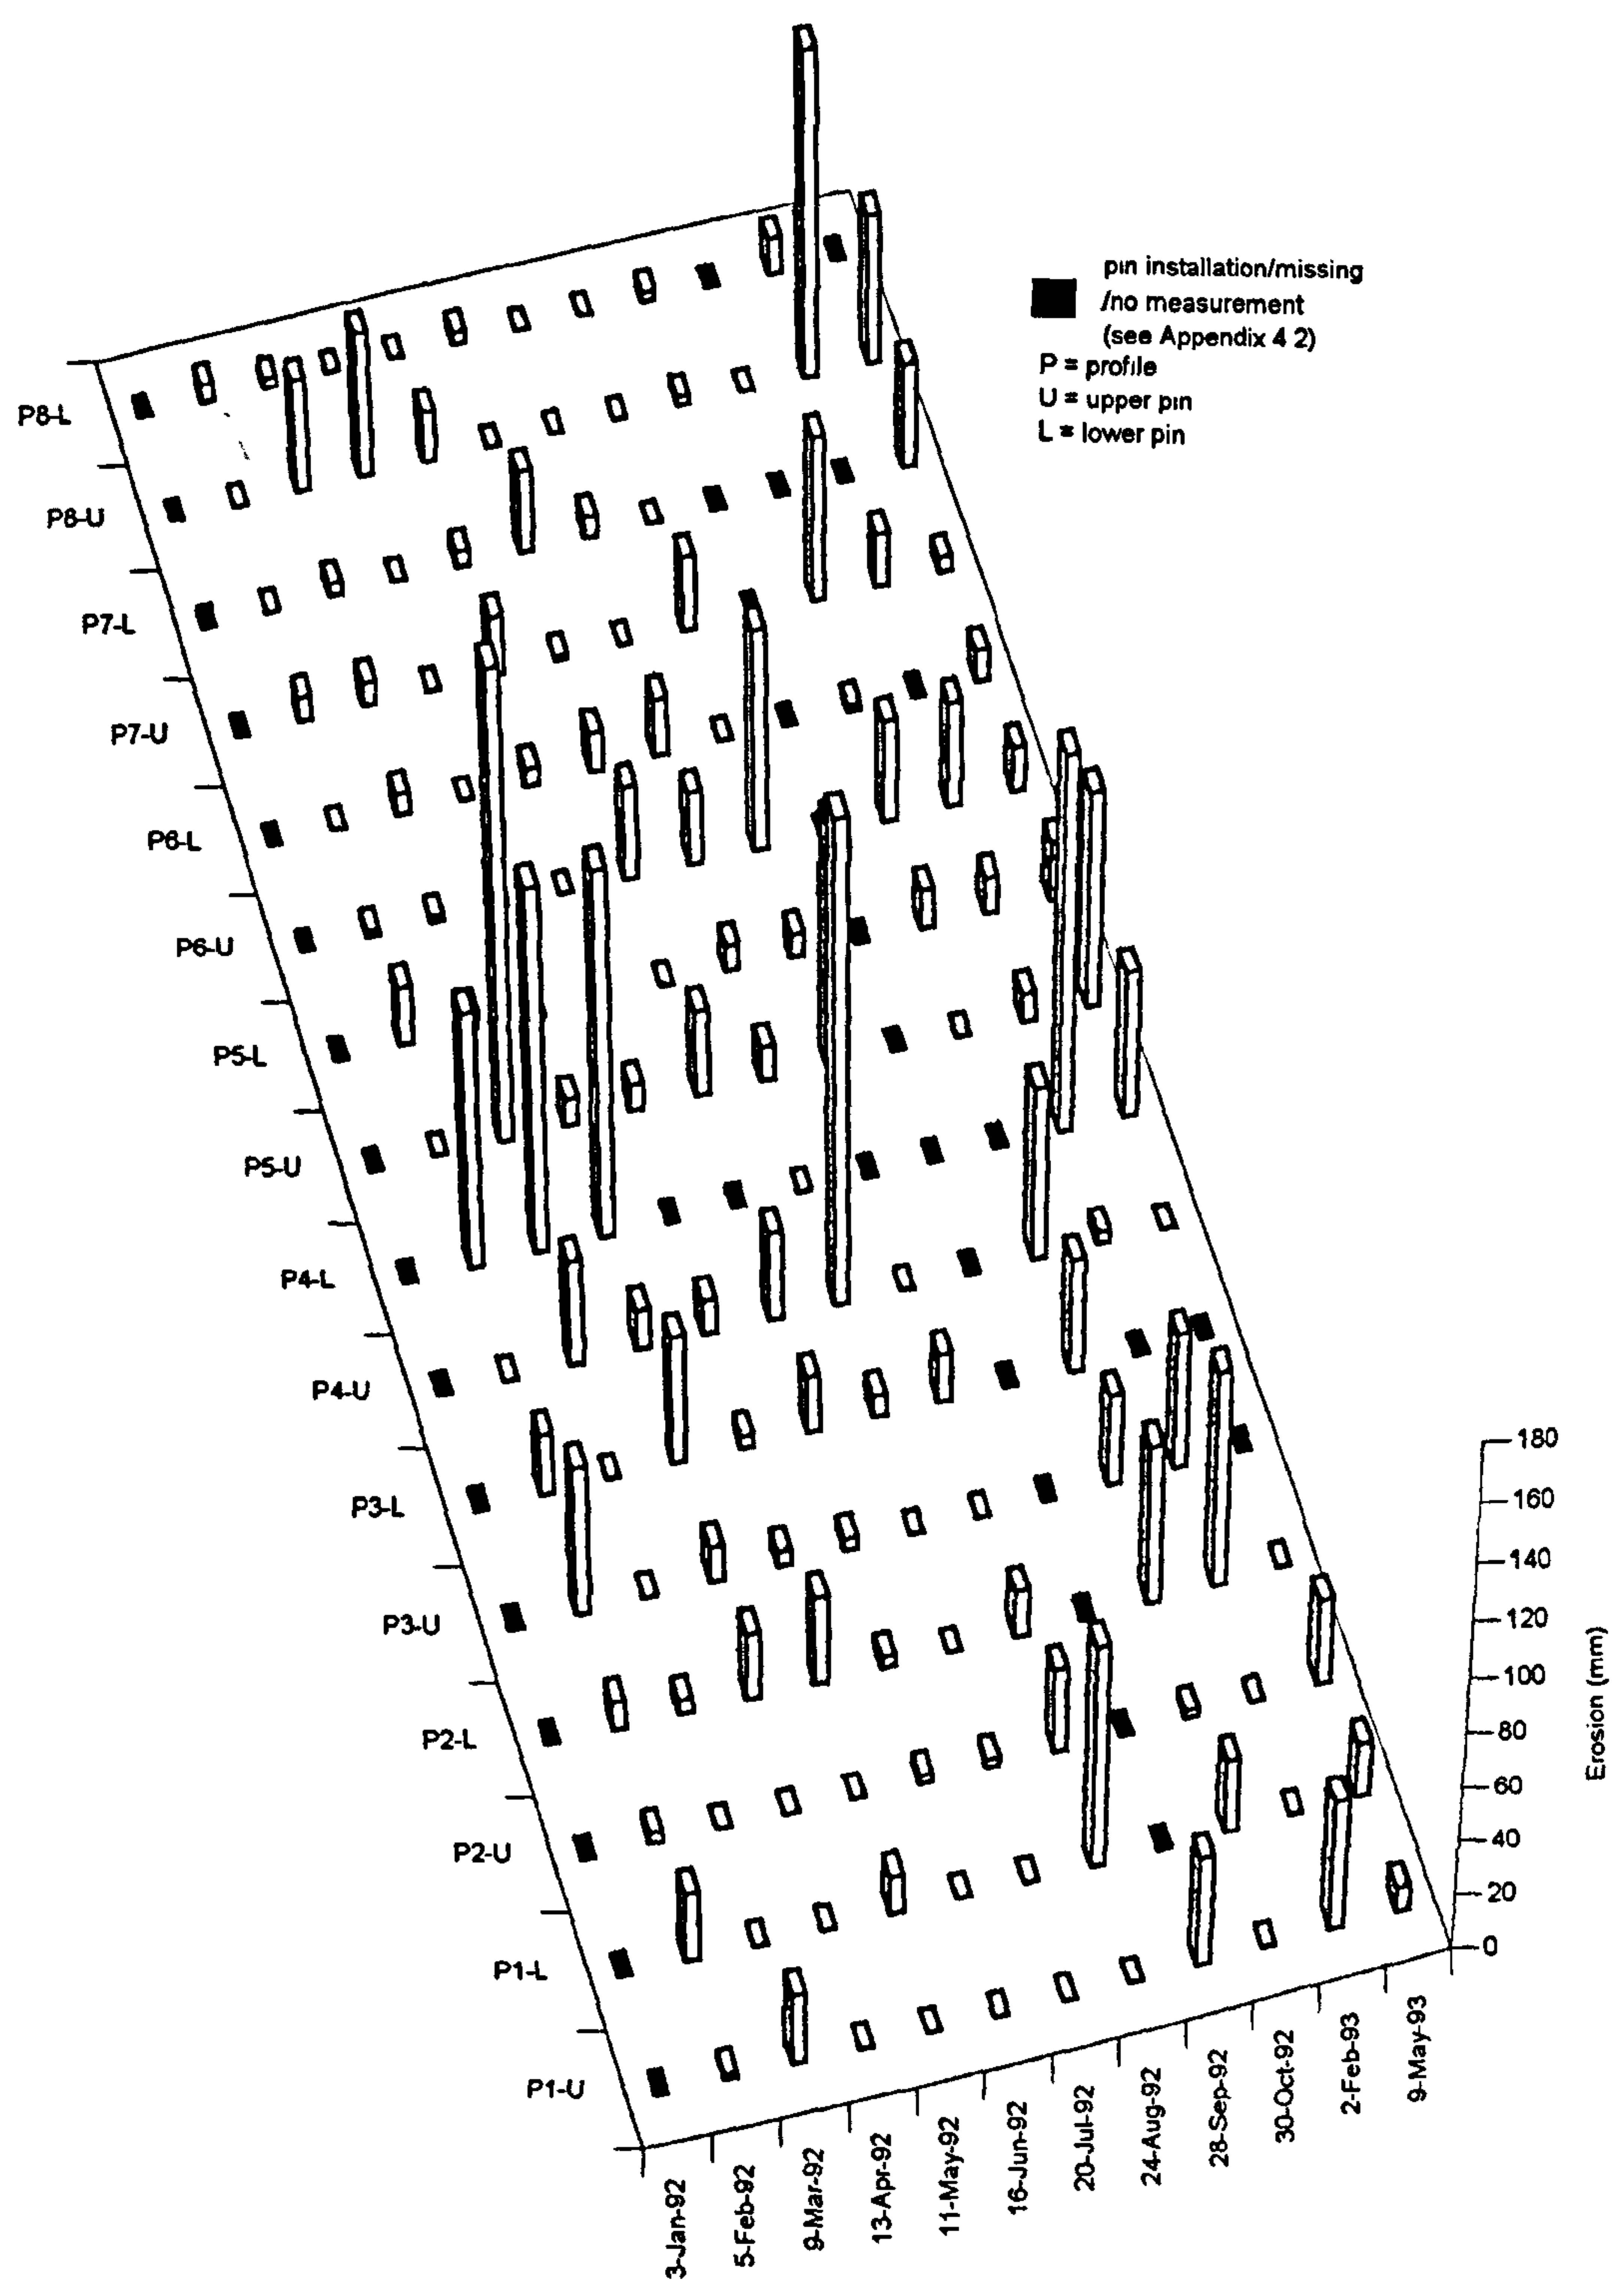 pin installation/missing
/no measurement
(see Appendix 4 2)
P = profile
U = upper pin
L = lower pin
P8-L
P8-U
P7-L
P7-U
P6-L
P6-U
P5-L
P5-U
P4-L
P4-U
P3-L
P3-U
P2-L
P2-U
P1-L
P1-U
180
160
140
120
100
80
60
40
20
0
Erosion (mm)
3-Jan-92
5-Feb-92
9-Mar-92
13-Apr-92
11-May-92
16-Jun-92
20-Jul-92
24-Aug-92
28-Sep-92
30-Oct-92
2-Feb-93
9-May-93